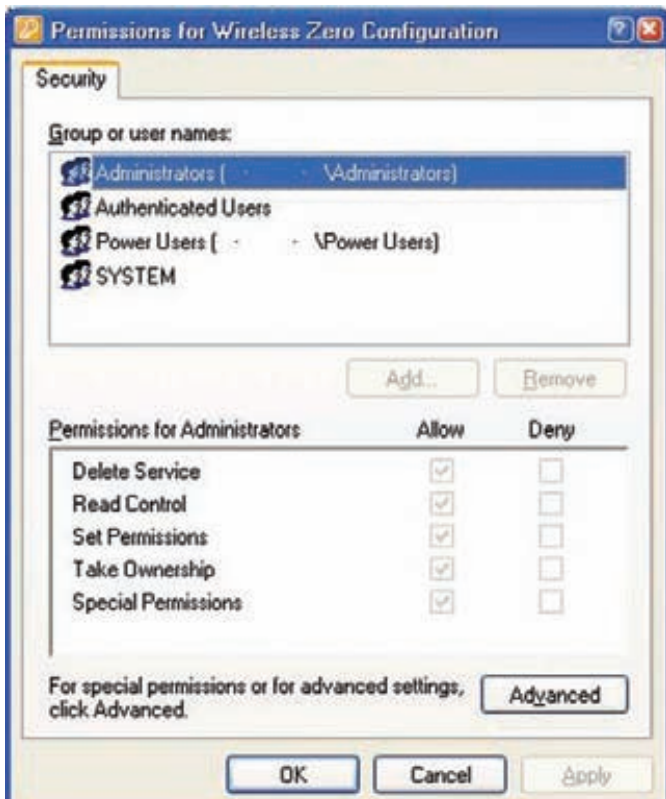 Permissions for Wireless Zero Configuration
Security
Group or user names:
Administrators ( · · \Administrators)
Authenticated Users
Power Users ( · · \Power Users)
SYSTEM
Add... Remove
Permissions for Administrators Allow Deny
Delete Service
Read Control
Set Permissions
Take Ownership
Special Permissions
For special permissions or for advanced settings, Advanced
click Advanced.
OK Cancel Apply